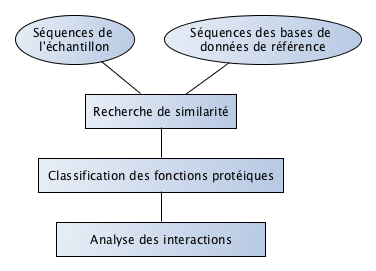 Séquences de
l'échantillon
Séquences des bases de
données de référence
Recherche de similarité
Classification des fonctions protéiques
Analyse des interactions